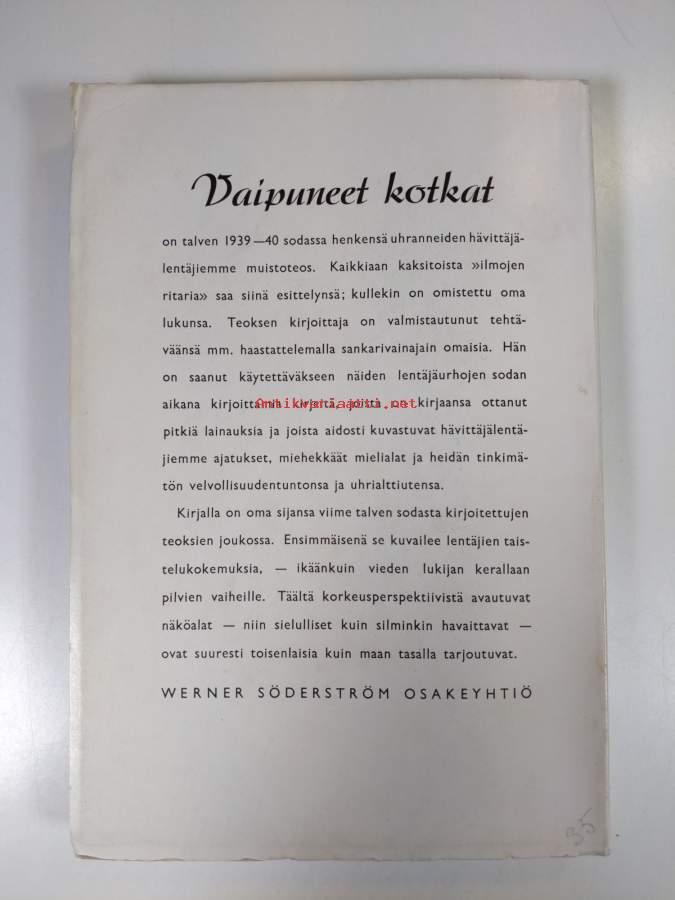 Vaipuneet kotkat
on talven 1939—40 sodassa henkensä uhranneiden hävittäjä-
lentäjiemme muistoteos. Kaikkiaan kaksitoista »ilmojen
ritaria» saa siinä esittelynsä; kullekin on omistettu oma
lukunsa. Teoksen kirjoittaja on valmistautunut tehtä-
väänsä mm. haastattelemalla sankarivainajain omaisia. Hän
on saanut käytettäväkseen näiden lentäjäurhojen sodan
aikana kirjoittamia kirjeitä, joista on kirjaansa ottanut
Antikvariaatti.net
pitkiä lainauksia ja joista aidosti kuvastuvat hävittäjälentä-
jiemme ajatukset, miehekkäät mielialat ja heidän tinkimä-
tön velvollisuudentuntonsa ja uhrialttiutensa.
Kirjalla on oma sijansa viime talven sodasta kirjoitettujen
teoksien joukossa. Ensimmäisenä se kuvailee lentäjien tais-
telukokemuksia, — ikäänkuin vieden lukijan kerallaan
pilvien vaiheille. Täältä korkeusperspektiivistä avautuvat
näköalat — niin sielulliset kuin silminkin havaittavat —
ovat suuresti toisenlaisia kuin maan tasalla tarjoutuvat.
WERNER SÖDERSTRÖM OSAKEYHTIÖ
35